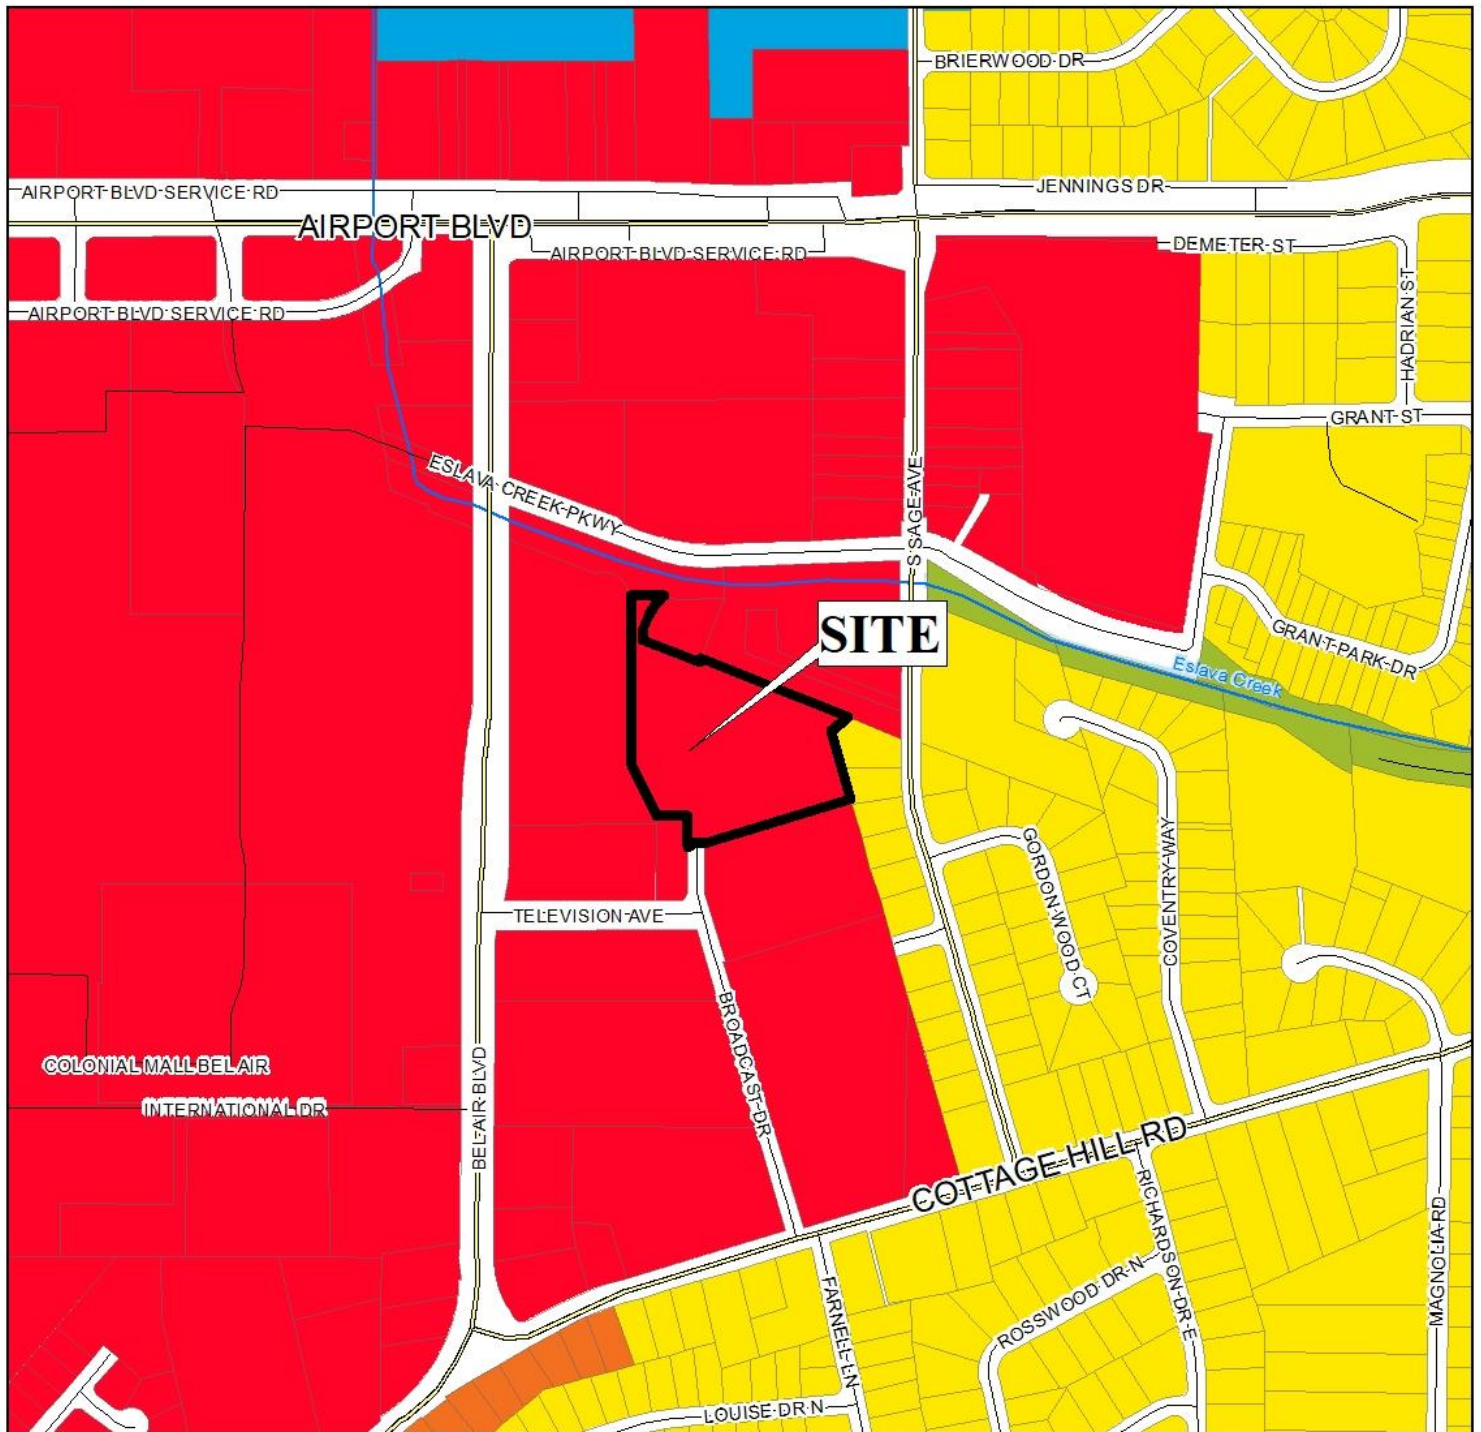 BRIERWOOD DR
AIRPORT BLVD SERVICE RD
JENNINGS DR
AIRPORT BLVD
AIRPORT BLVD SERVICE RD
DEMETER ST
AIRPORT BLVD SERVICE RD
HADRIAN ST
GRANT ST
ESLAVA CREEK PKWY
S SAGE AVE
SITE
GRANT PARK DR
Eslava Creek
GORDON WOOD CT
COVENTRY WAY
TELEVISION AVE
BROADCAST DR
COLONIAL MALL BEL AIR
INTERNATIONAL DR
BEL AIR BLVD
COTTAGE HILL RD
RICHARDSON DR E
MAGNOLIA RD
ROSSWOOD DR N
FARNELL LN
LOUISE DR N